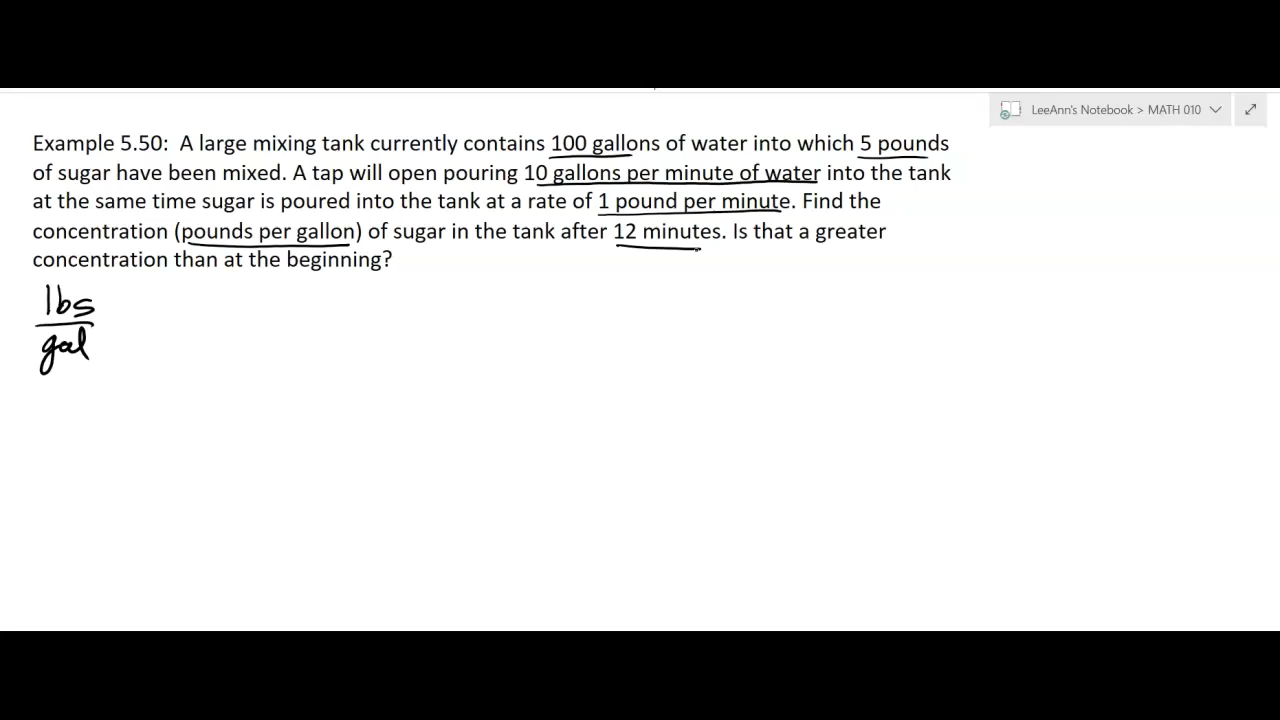 LeeAnn's Notebook > MATH 010
Example 5.50: A large mixing tank currently contains 100 gallons of water into which 5 pounds
of sugar have been mixed. A tap will open pouring 10 gallons per minute of water into the tank
at the same time sugar is poured into the tank at a rate of 1 pound per minute. Find the
concentration (pounds per gallon) of sugar in the tank after 12 minutes. Is that a greater
concentration than at the beginning?
lbs
gal